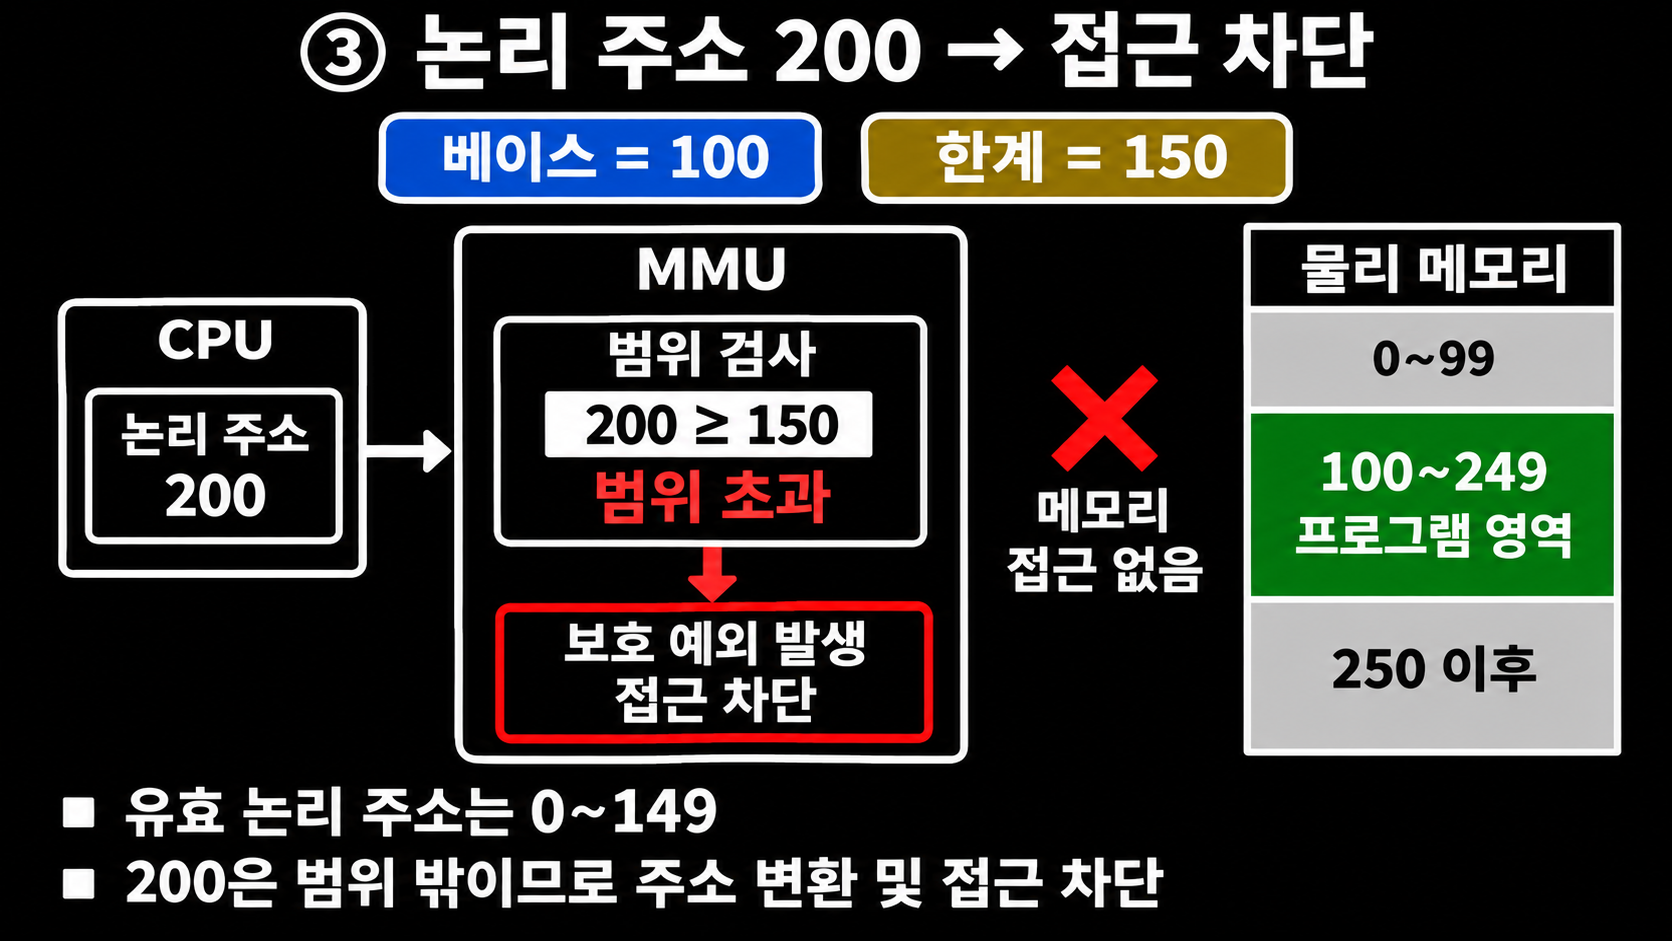 ③ 논리 주소 200 → 접근 차단
베이스 = 100
한계 = 150
CPU
논리 주소
200
MMU
범위 검사
200 ≥ 150
범위 초과
보호 예외 발생
접근 차단
메모리
접근 없음
물리 메모리
0~99
100~249
프로그램 영역
250 이후
■ 유효 논리 주소는 0~149
■ 200은 범위 밖이므로 주소 변환 및 접근 차단